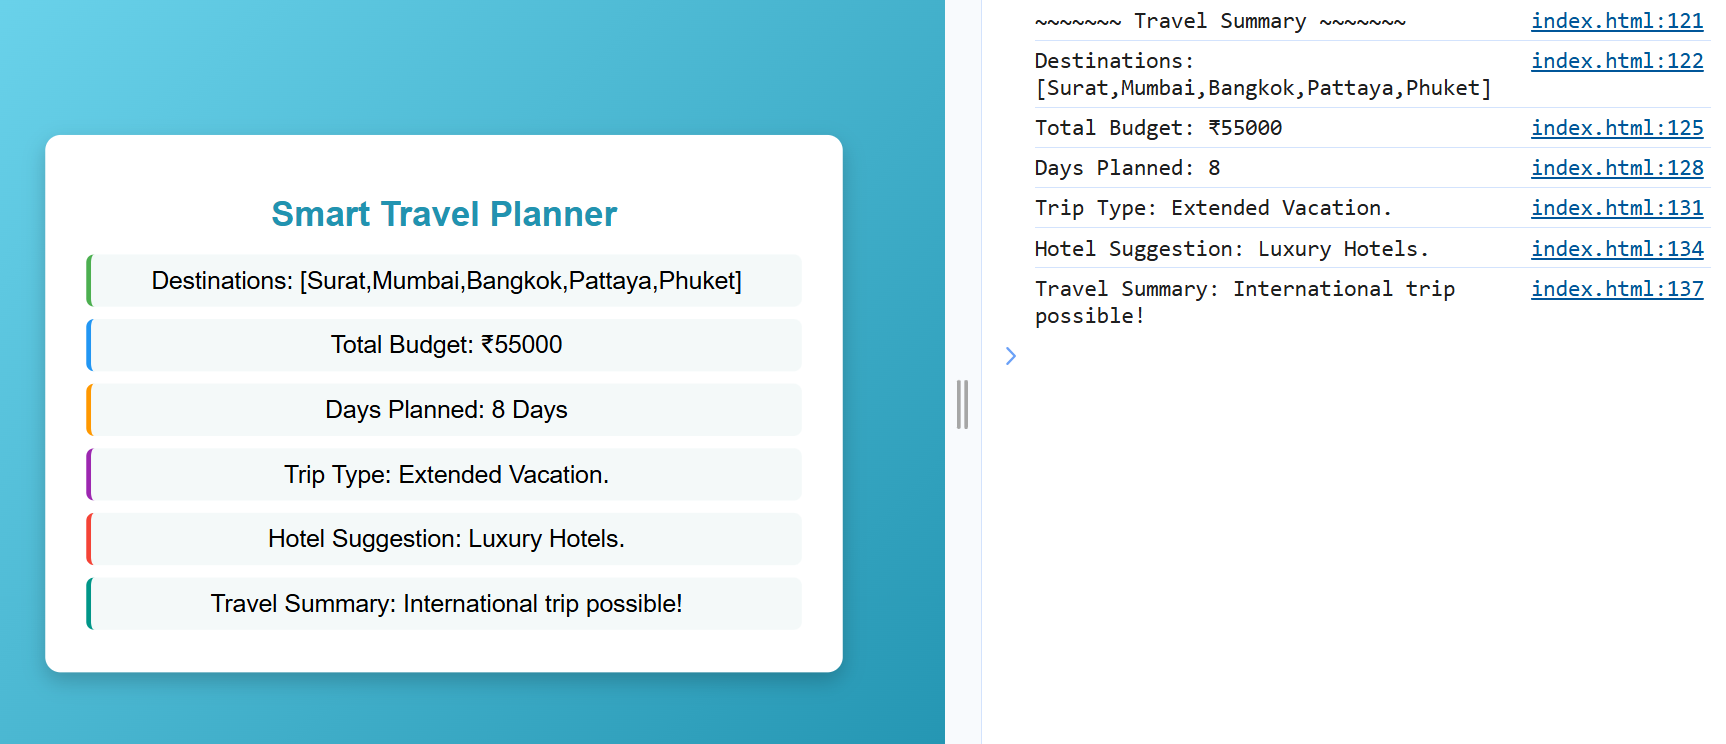 Smart Travel Planner
Destinations: [Surat,Mumbai,Bangkok,Pattaya,Phuket]
Total Budget: ₹55000
Days Planned: 8 Days
Trip Type: Extended Vacation.
Hotel Suggestion: Luxury Hotels.
Travel Summary: International trip possible!
~~~~~~~ Travel Summary ~~~~~~~ index.html:121
Destinations: index.html:122
[Surat,Mumbai,Bangkok,Pattaya,Phuket]
Total Budget: ₹55000 index.html:125
Days Planned: 8 index.html:128
Trip Type: Extended Vacation. index.html:131
Hotel Suggestion: Luxury Hotels. index.html:134
Travel Summary: International trip index.html:137
possible!